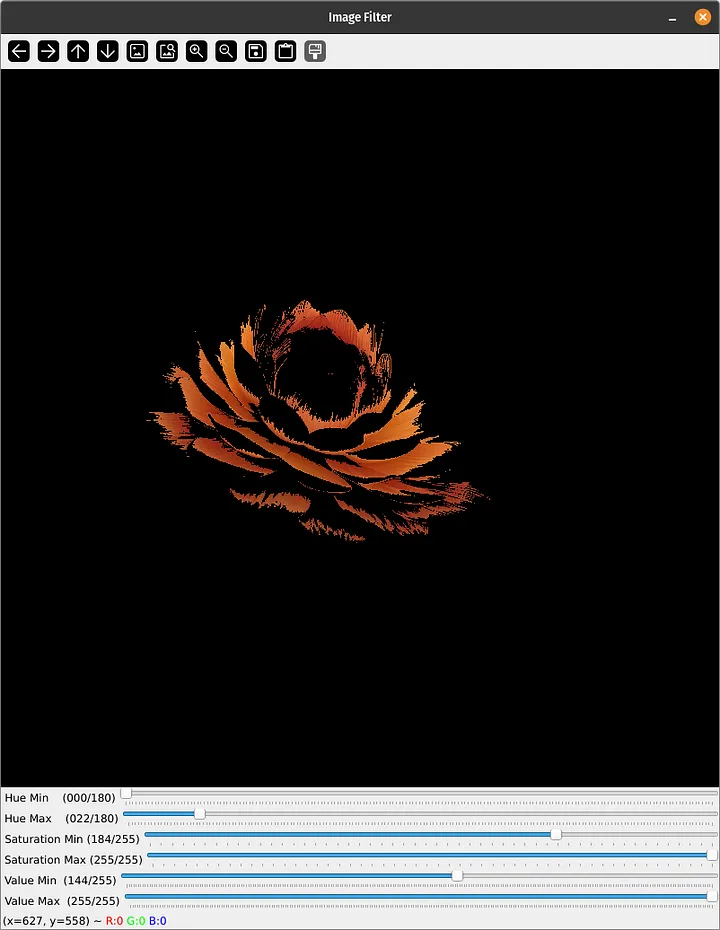 Image Filter
Hue Min (000/180)
Hue Max (022/180)
Saturation Min (184/255)
Saturation Max (255/255)
Value Min (144/255)
Value Max (255/255)
(x=627, y=558) ~ R:0 G:0 B:0